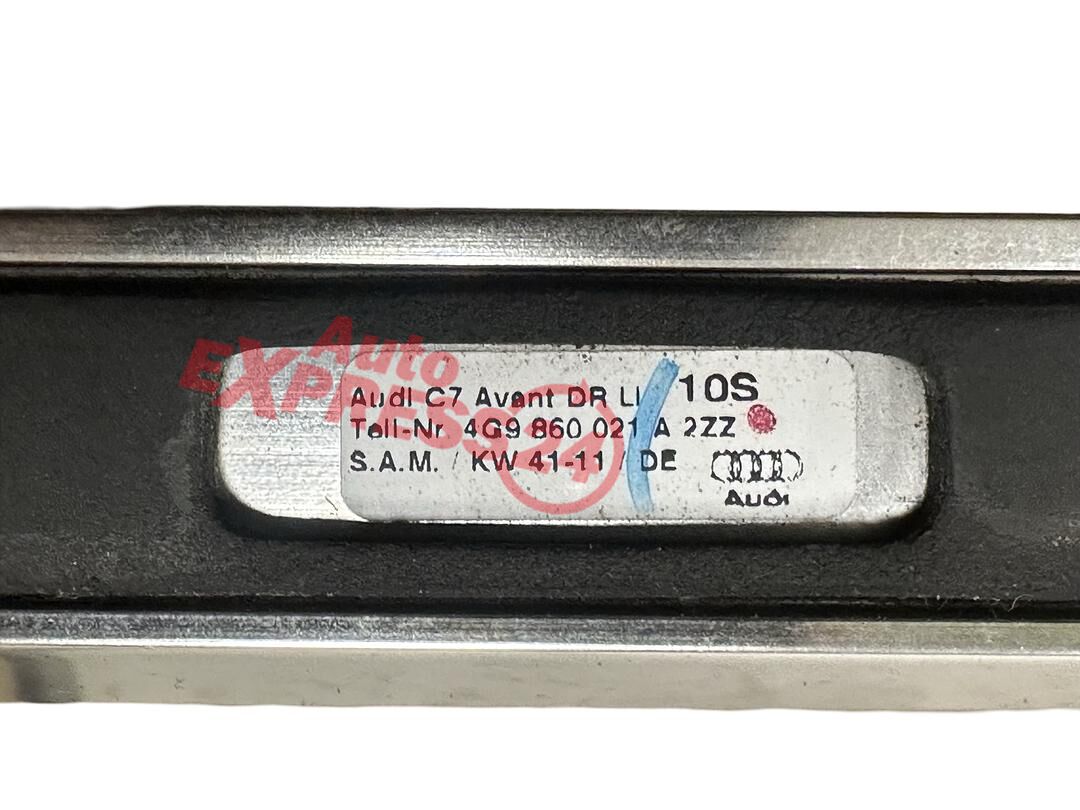 Auto
EXPRESS 24
Audi C7 Avant DR LI 10S
Teil-Nr. 4G9 860 021 A 2ZZ
S.A.M. / KW 41-11 / DE
Audi